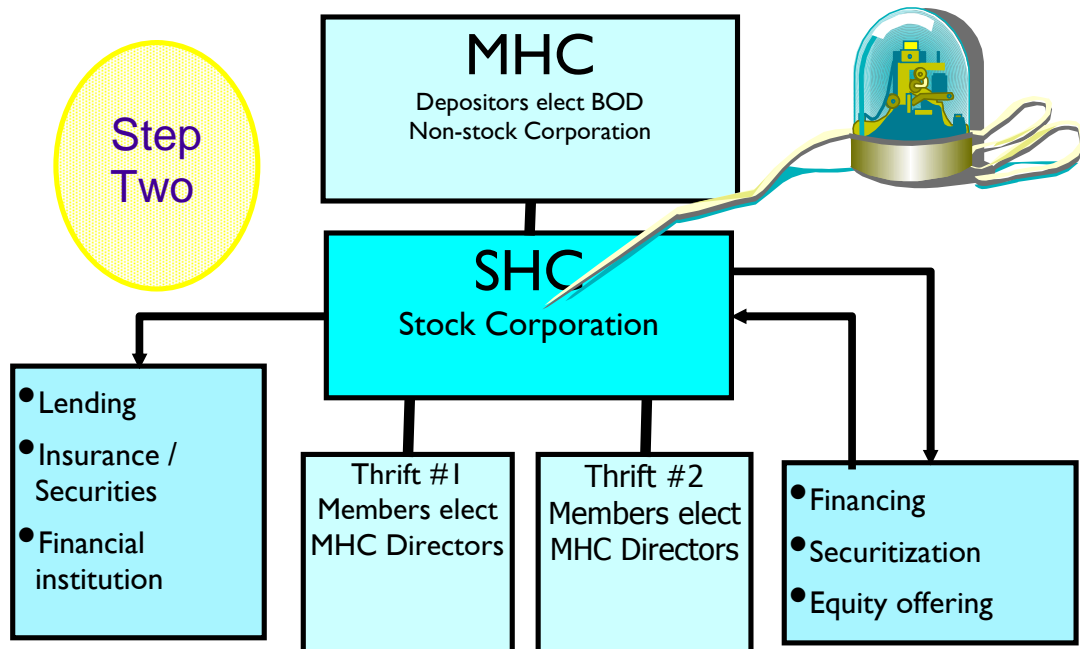 Step
Two
MHC
Depositors elect BOD
Non-stock Corporation
SHC
Stock Corporation
• Lending
• Insurance /
Securities
• Financial
institution
Thrift #1
Members elect
MHC Directors
Thrift #2
Members elect
MHC Directors
• Financing
• Securitization
• Equity offering